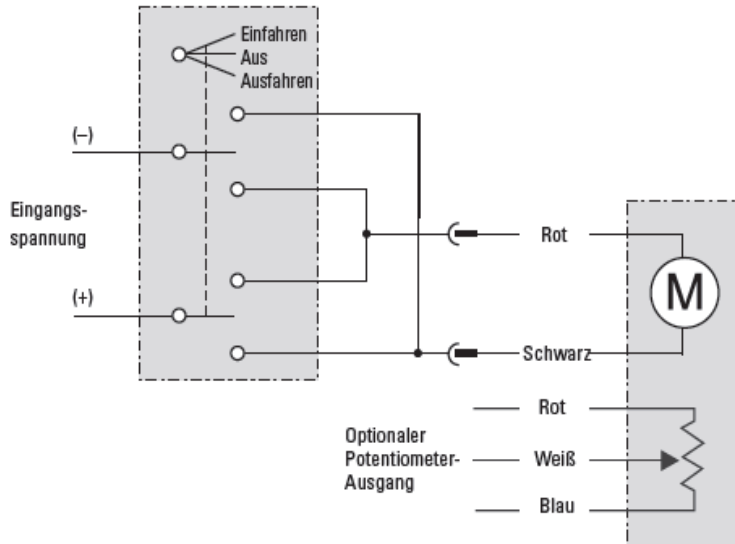 Einfahren
Aus
Ausfahren
(–)
Eingangs-
spannung
(+)
Rot
M
Schwarz
Rot
Optionaler
Potentiometer-
Ausgang
Weiß
Blau